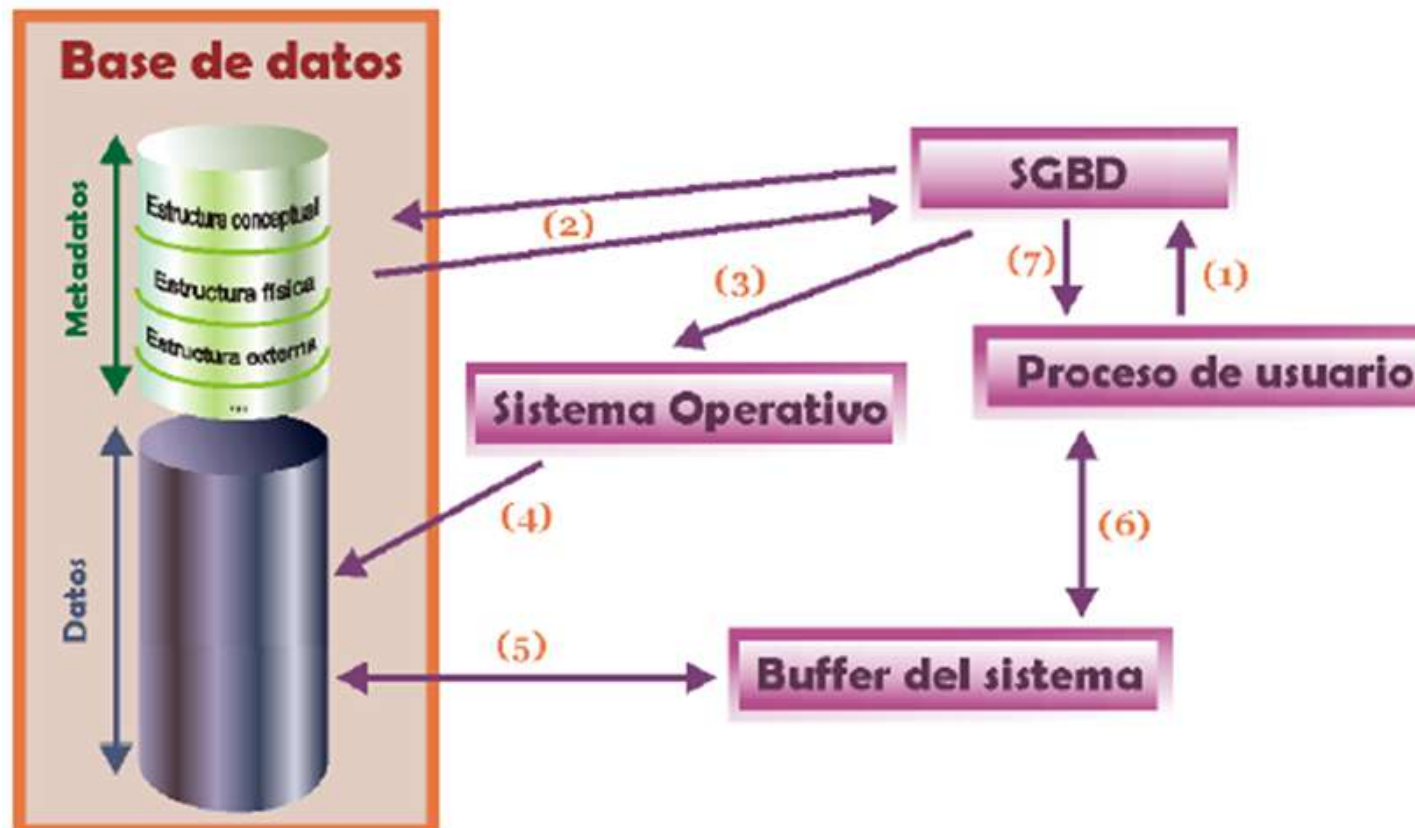 Base de datos
Metadatos
Estructura conceptual
Estructura física
Estructura externa
...
Datos
SGBD
(2)
(3)
(7)
(1)
Sistema Operativo
Proceso de usuario
(4)
(6)
(5)
Buffer del sistema